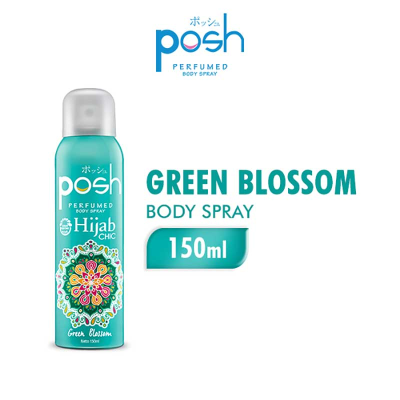 ポッシュ
posh
PERFUMED
BODY SPRAY
ポッシュ
posh
PERFUMED
BODY SPRAY
Hijab
CHIC
Green Blossom
GREEN BLOSSOM
BODY SPRAY
150ml